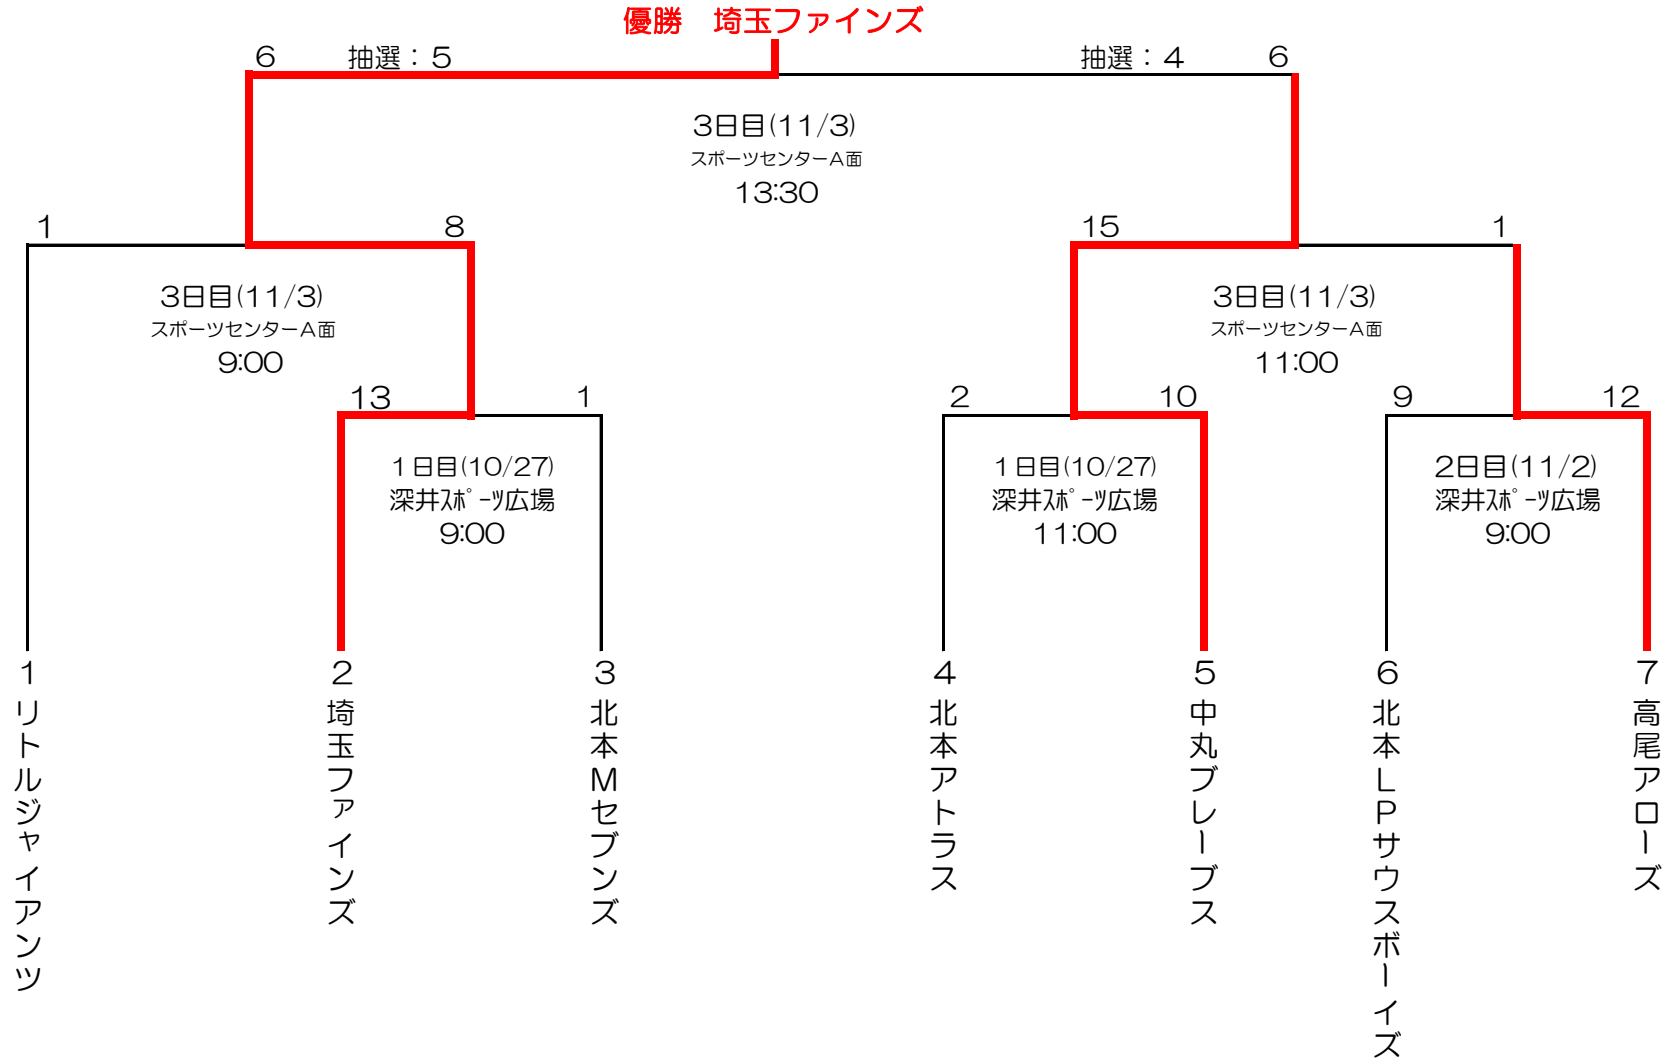 優勝　埼玉ファインズ
6　抽選：5　抽選：4　6
3日目(11/3)
スポーツセンターA面
13:30
1　8　15　1
3日目(11/3)　3日目(11/3)
スポーツセンターA面　スポーツセンターA面
9:00　11:00
13　1　2　10　9　12
1日目(10/27)　1日目(10/27)　2日目(11/2)
深井ｽﾎﾟｰﾂ広場　深井ｽﾎﾟｰﾂ広場　深井ｽﾎﾟｰﾂ広場
9:00　11:00　9:00
1　2　3　4　5　6　7
リトルジャイアンツ
埼玉ファインズ
北本Mセブンズ
北本アトラス
中丸ブレーブス
北本LPサウスボーイズ
高尾アローズ